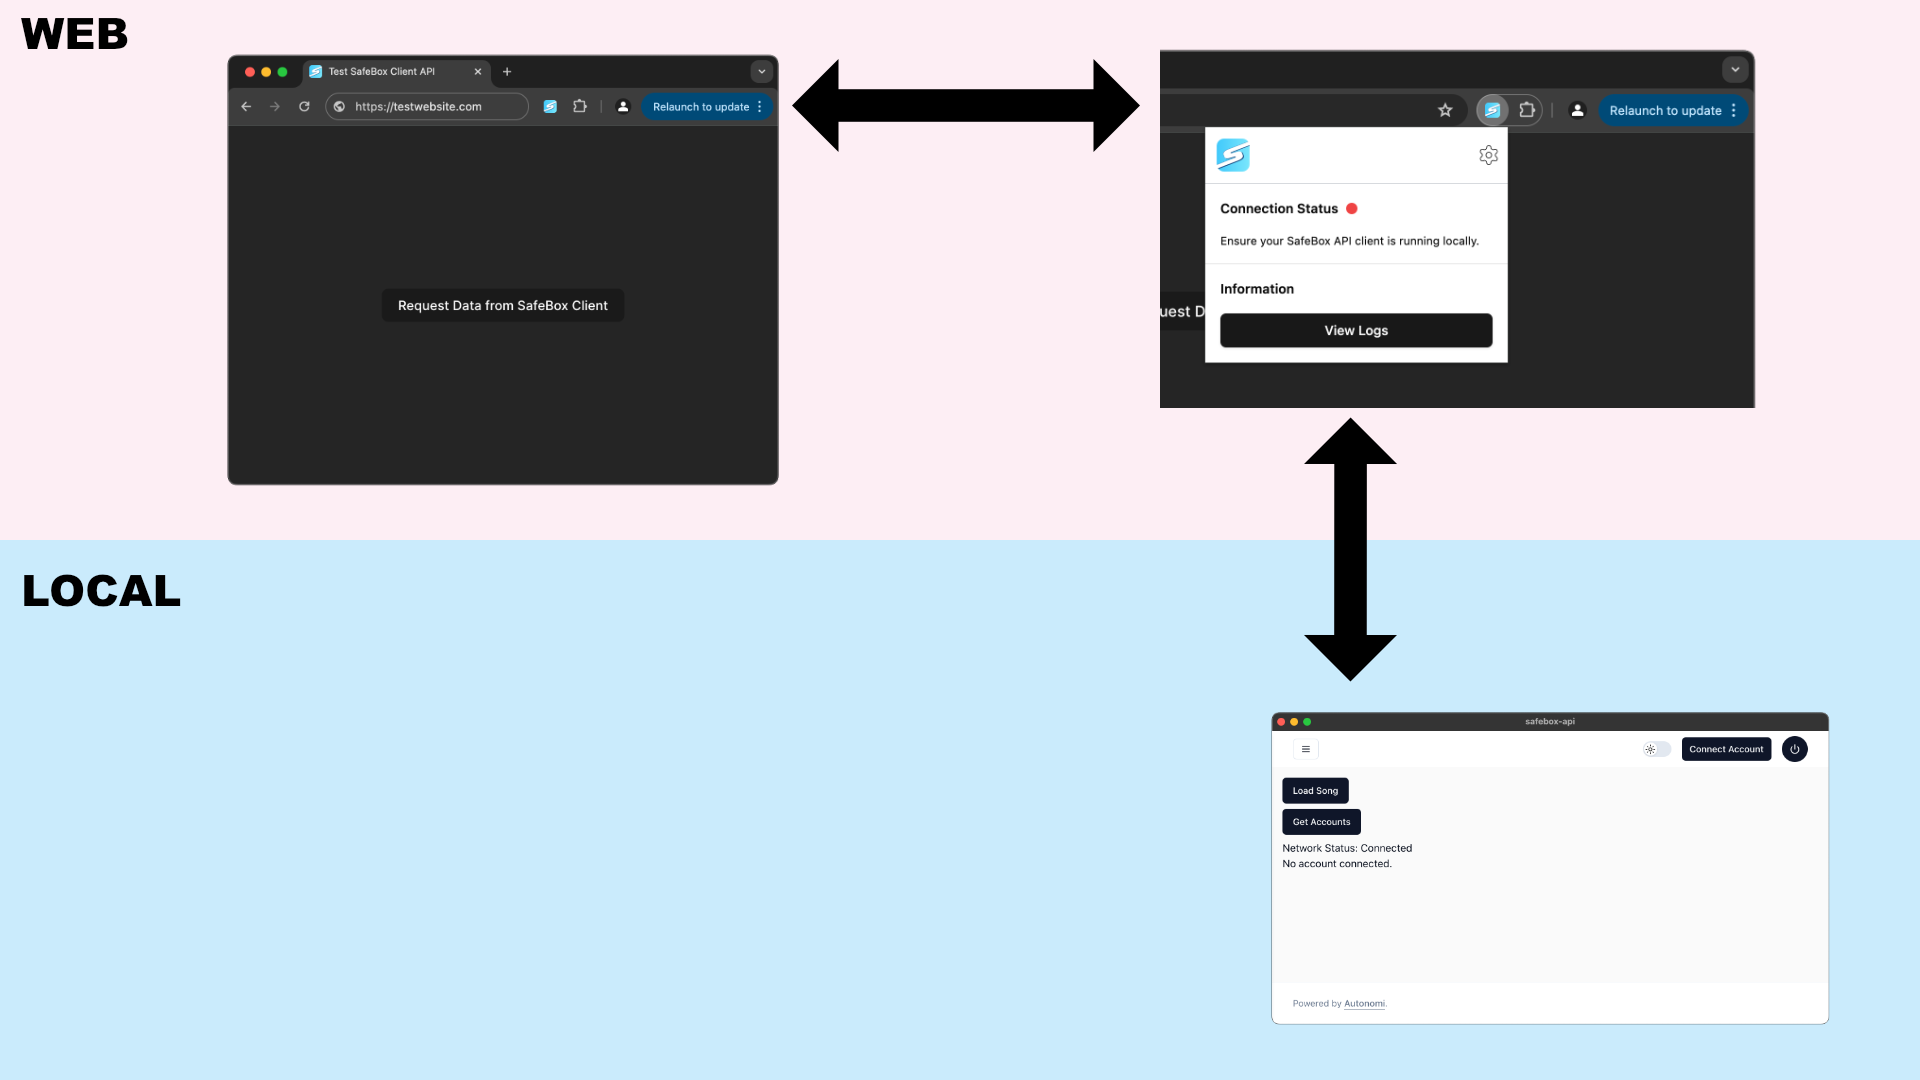 WEB
Test SafeBox Client API
https://testwebsite.com
Relaunch to update
Request Data from SafeBox Client
Relaunch to update
Connection Status
Ensure your SafeBox API client is running locally.
Information
uest D
View Logs
LOCAL
safebox-api
Connect Account
Load Song
Get Accounts
Network Status: Connected
No account connected.
Powered by Autonomi.